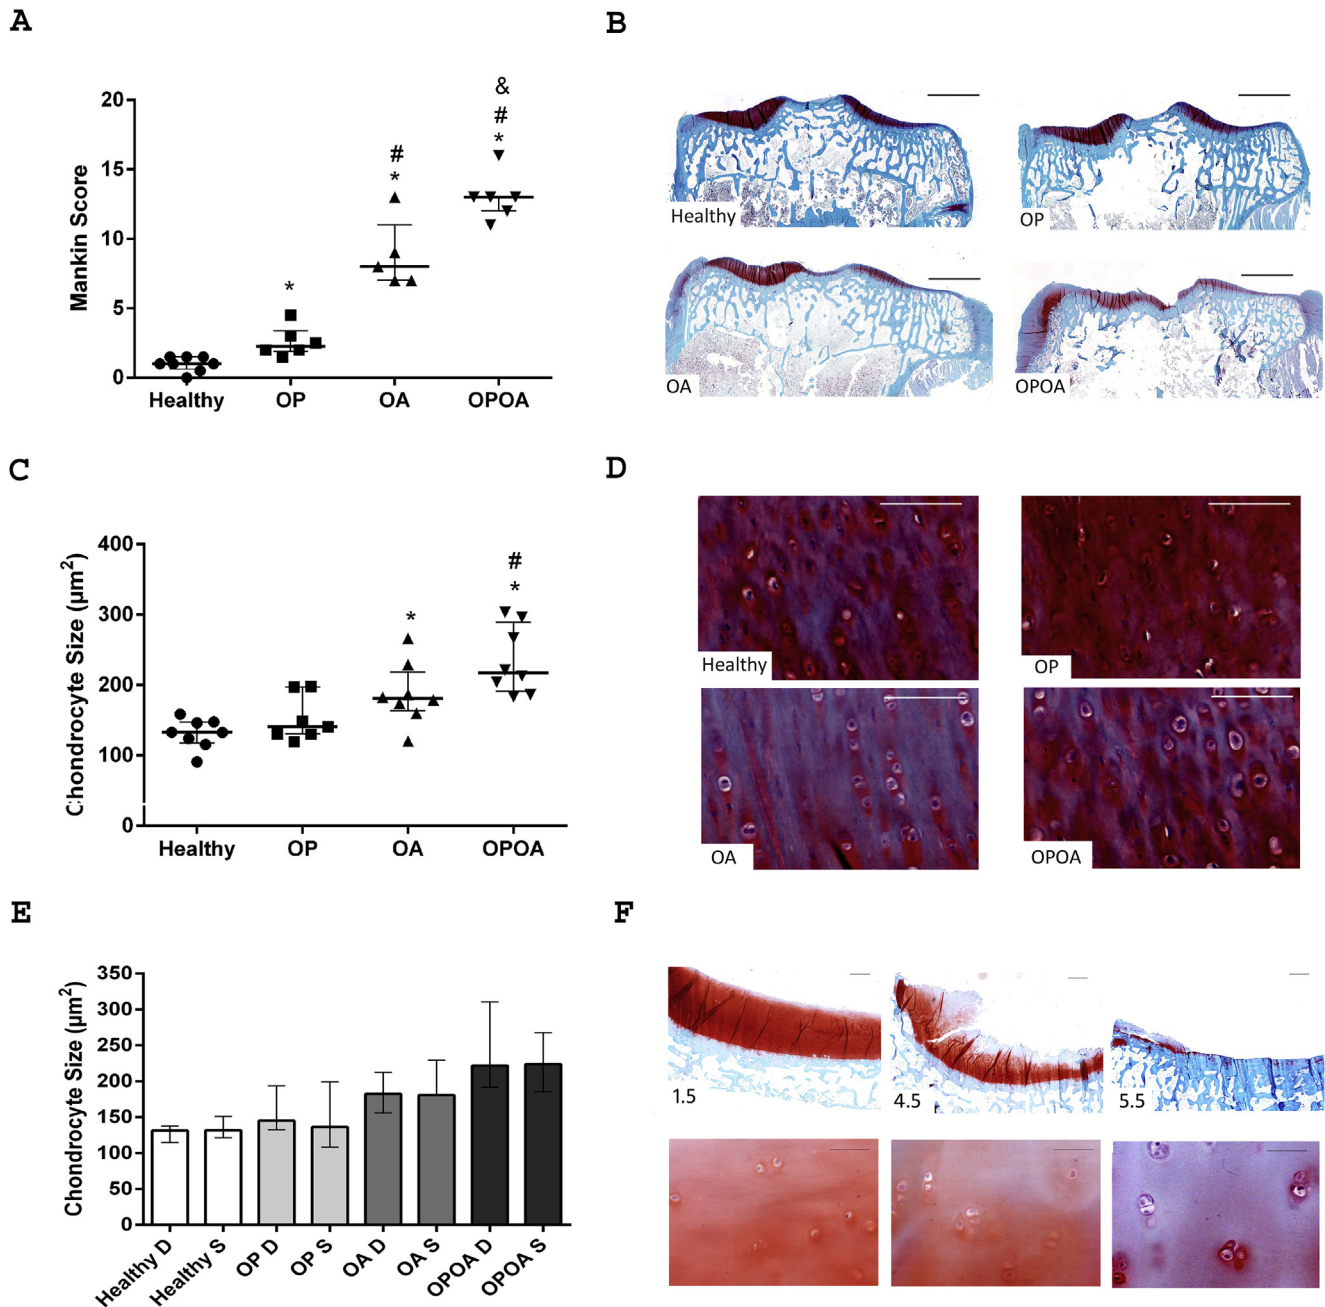 A
Mankin Score
20
15
10
5
0
*
#
*
&
#
*
Healthy OP OA OPOA
B
Healthy
OP
OA
OPOA
C
Chondrocyte Size (µm²)
400
300
200
100
0
*
#
*
Healthy OP OA OPOA
D
Healthy
OP
OA
OPOA
E
Chondrocyte Size (µm²)
350
300
250
200
150
100
50
0
Healthy D
Healthy S
OP D
OP S
OA D
OA S
OPOA D
OPOA S
F
1.5
4.5
5.5